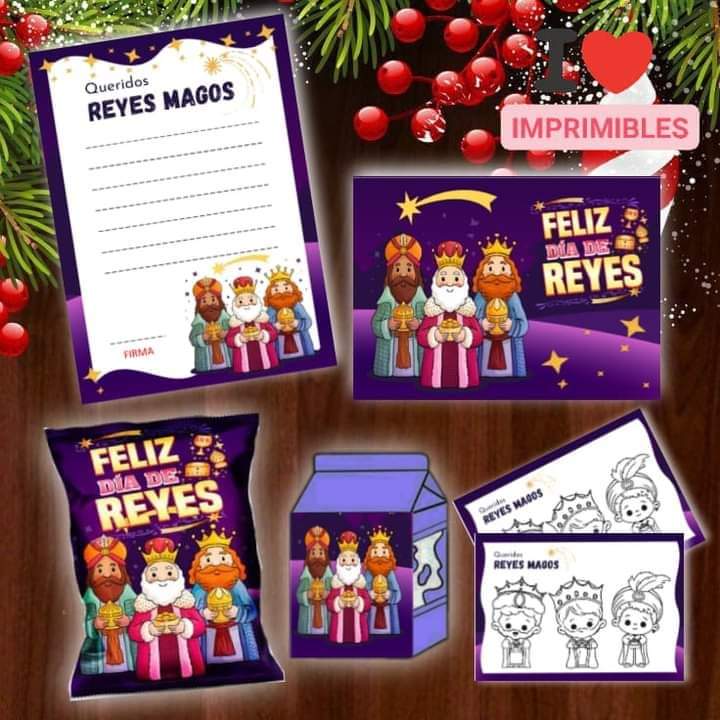 I ❤
IMPRIMIBLES
Queridos
REYES MAGOS
FIRMA
FELIZ
DÍA DE
REYES
FELIZ
DÍA DE
REYES
Queridos
REYES MAGOS
Queridos
REYES MAGOS